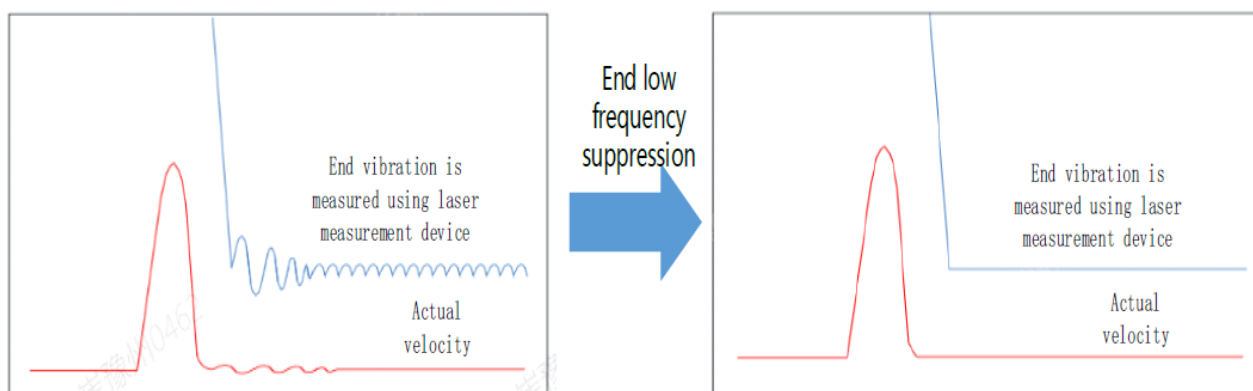 End vibration is
measured using laser
measurement device
Actual
velocity
End low
frequency
suppression
End vibration is
measured using laser
measurement device
Actual
velocity